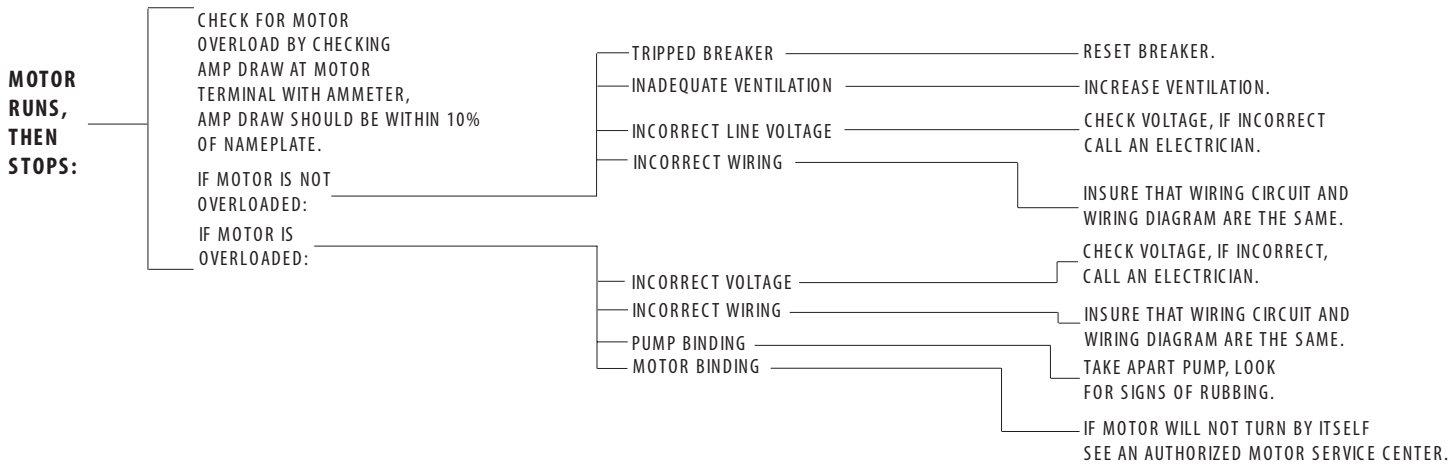 MOTOR
RUNS,
THEN
STOPS:
CHECK FOR MOTOR
OVERLOAD BY CHECKING
AMP DRAW AT MOTOR
TERMINAL WITH AMMETER,
AMP DRAW SHOULD BE WITHIN 10%
OF NAMEPLATE.
IF MOTOR IS NOT
OVERLOADED:
TRIPPED BREAKER
RESET BREAKER.
INADEQUATE VENTILATION
INCREASE VENTILATION.
INCORRECT LINE VOLTAGE
CHECK VOLTAGE, IF INCORRECT
CALL AN ELECTRICIAN.
INCORRECT WIRING
INSURE THAT WIRING CIRCUIT AND
WIRING DIAGRAM ARE THE SAME.
IF MOTOR IS
OVERLOADED:
INCORRECT VOLTAGE
CHECK VOLTAGE, IF INCORRECT,
CALL AN ELECTRICIAN.
INCORRECT WIRING
INSURE THAT WIRING CIRCUIT AND
WIRING DIAGRAM ARE THE SAME.
PUMP BINDING
TAKE APART PUMP, LOOK
FOR SIGNS OF RUBBING.
MOTOR BINDING
IF MOTOR WILL NOT TURN BY ITSELF
SEE AN AUTHORIZED MOTOR SERVICE CENTER.